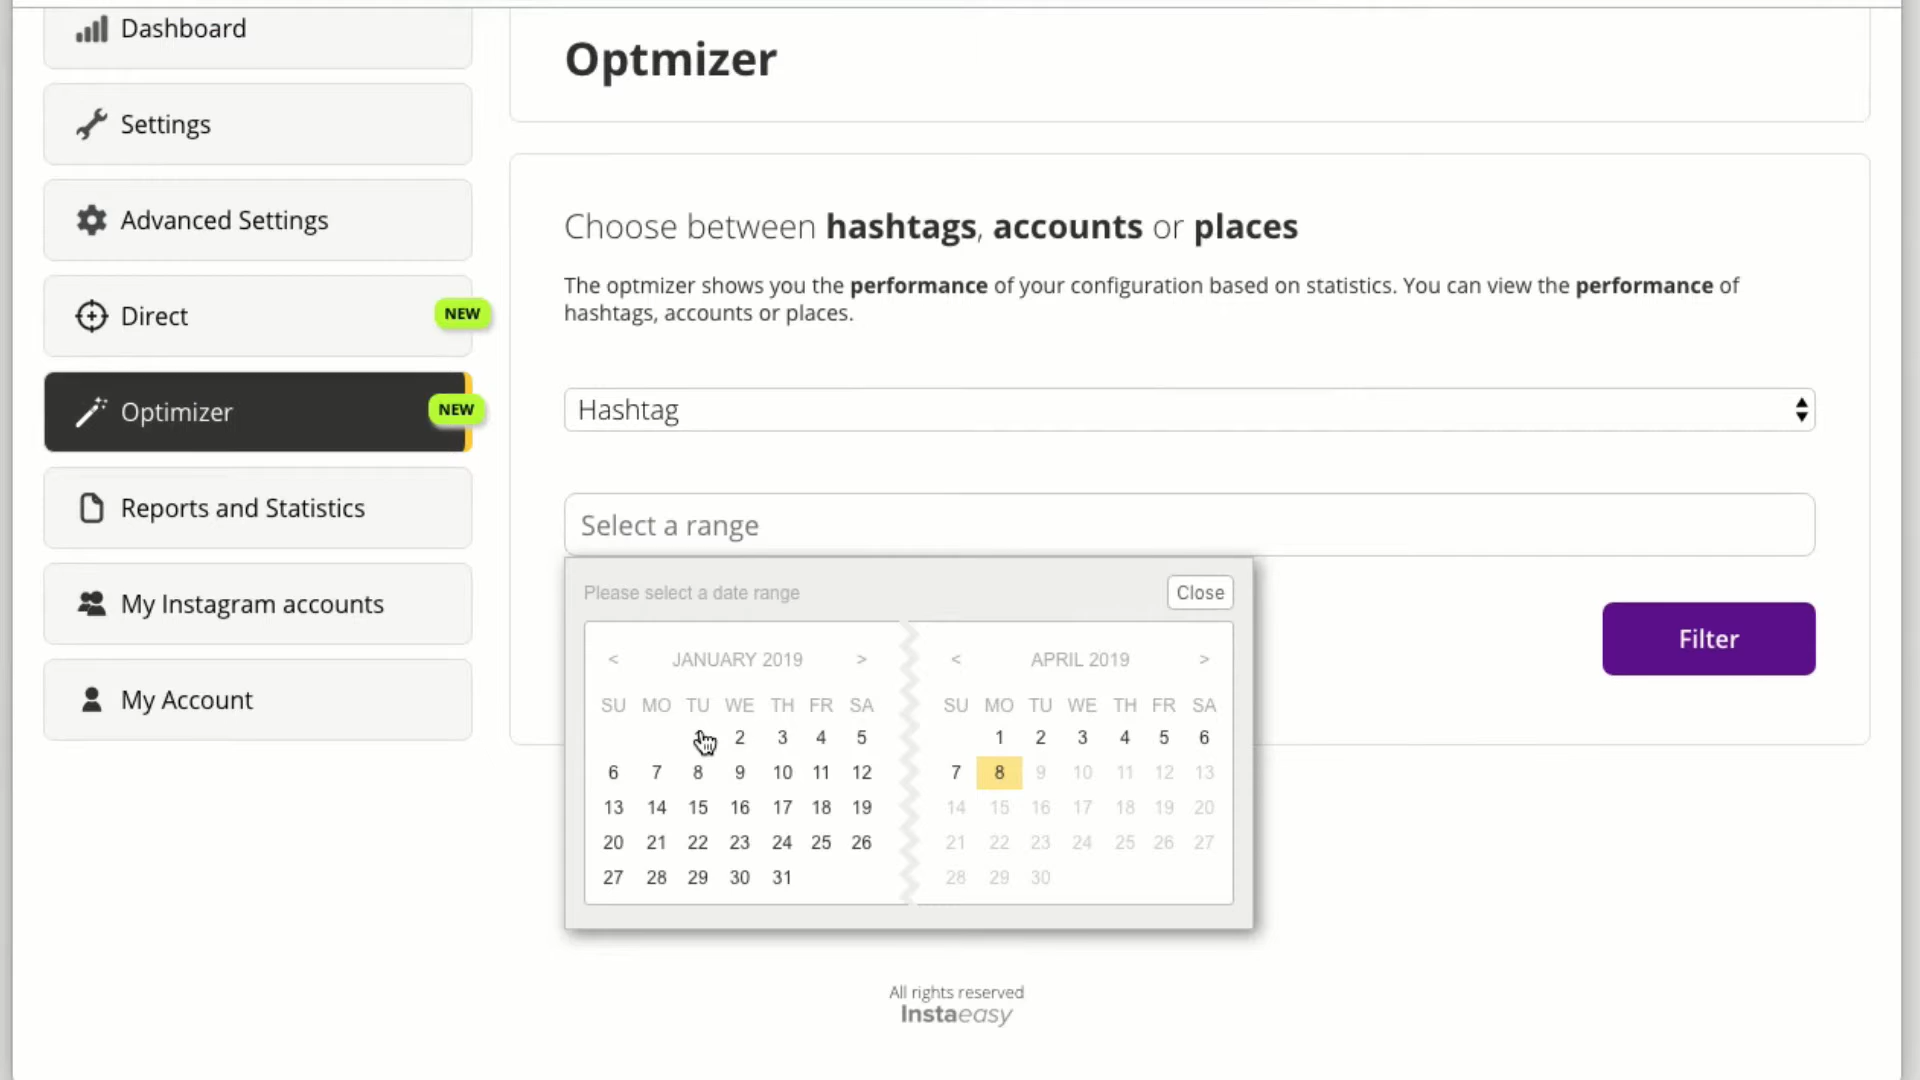 Dashboard
Settings
Advanced Settings
Direct NEW
Optimizer NEW
Reports and Statistics
My Instagram accounts
My Account
Optmizer
Choose between hashtags, accounts or places
The optmizer shows you the performance of your configuration based on statistics. You can view the performance of
hashtags, accounts or places.
Hashtag
Select a range
Please select a date range Close
< JANUARY 2019 >
SU MO TU WE TH FR SA
2 3 4 5
6 7 8 9 10 11 12
13 14 15 16 17 18 19
20 21 22 23 24 25 26
27 28 29 30 31
< APRIL 2019 >
SU MO TU WE TH FR SA
1 2 3 4 5 6
7 8 9 10 11 12 13
14 15 16 17 18 19 20
21 22 23 24 25 26 27
28 29 30
Filter
All rights reserved
Instaeasy